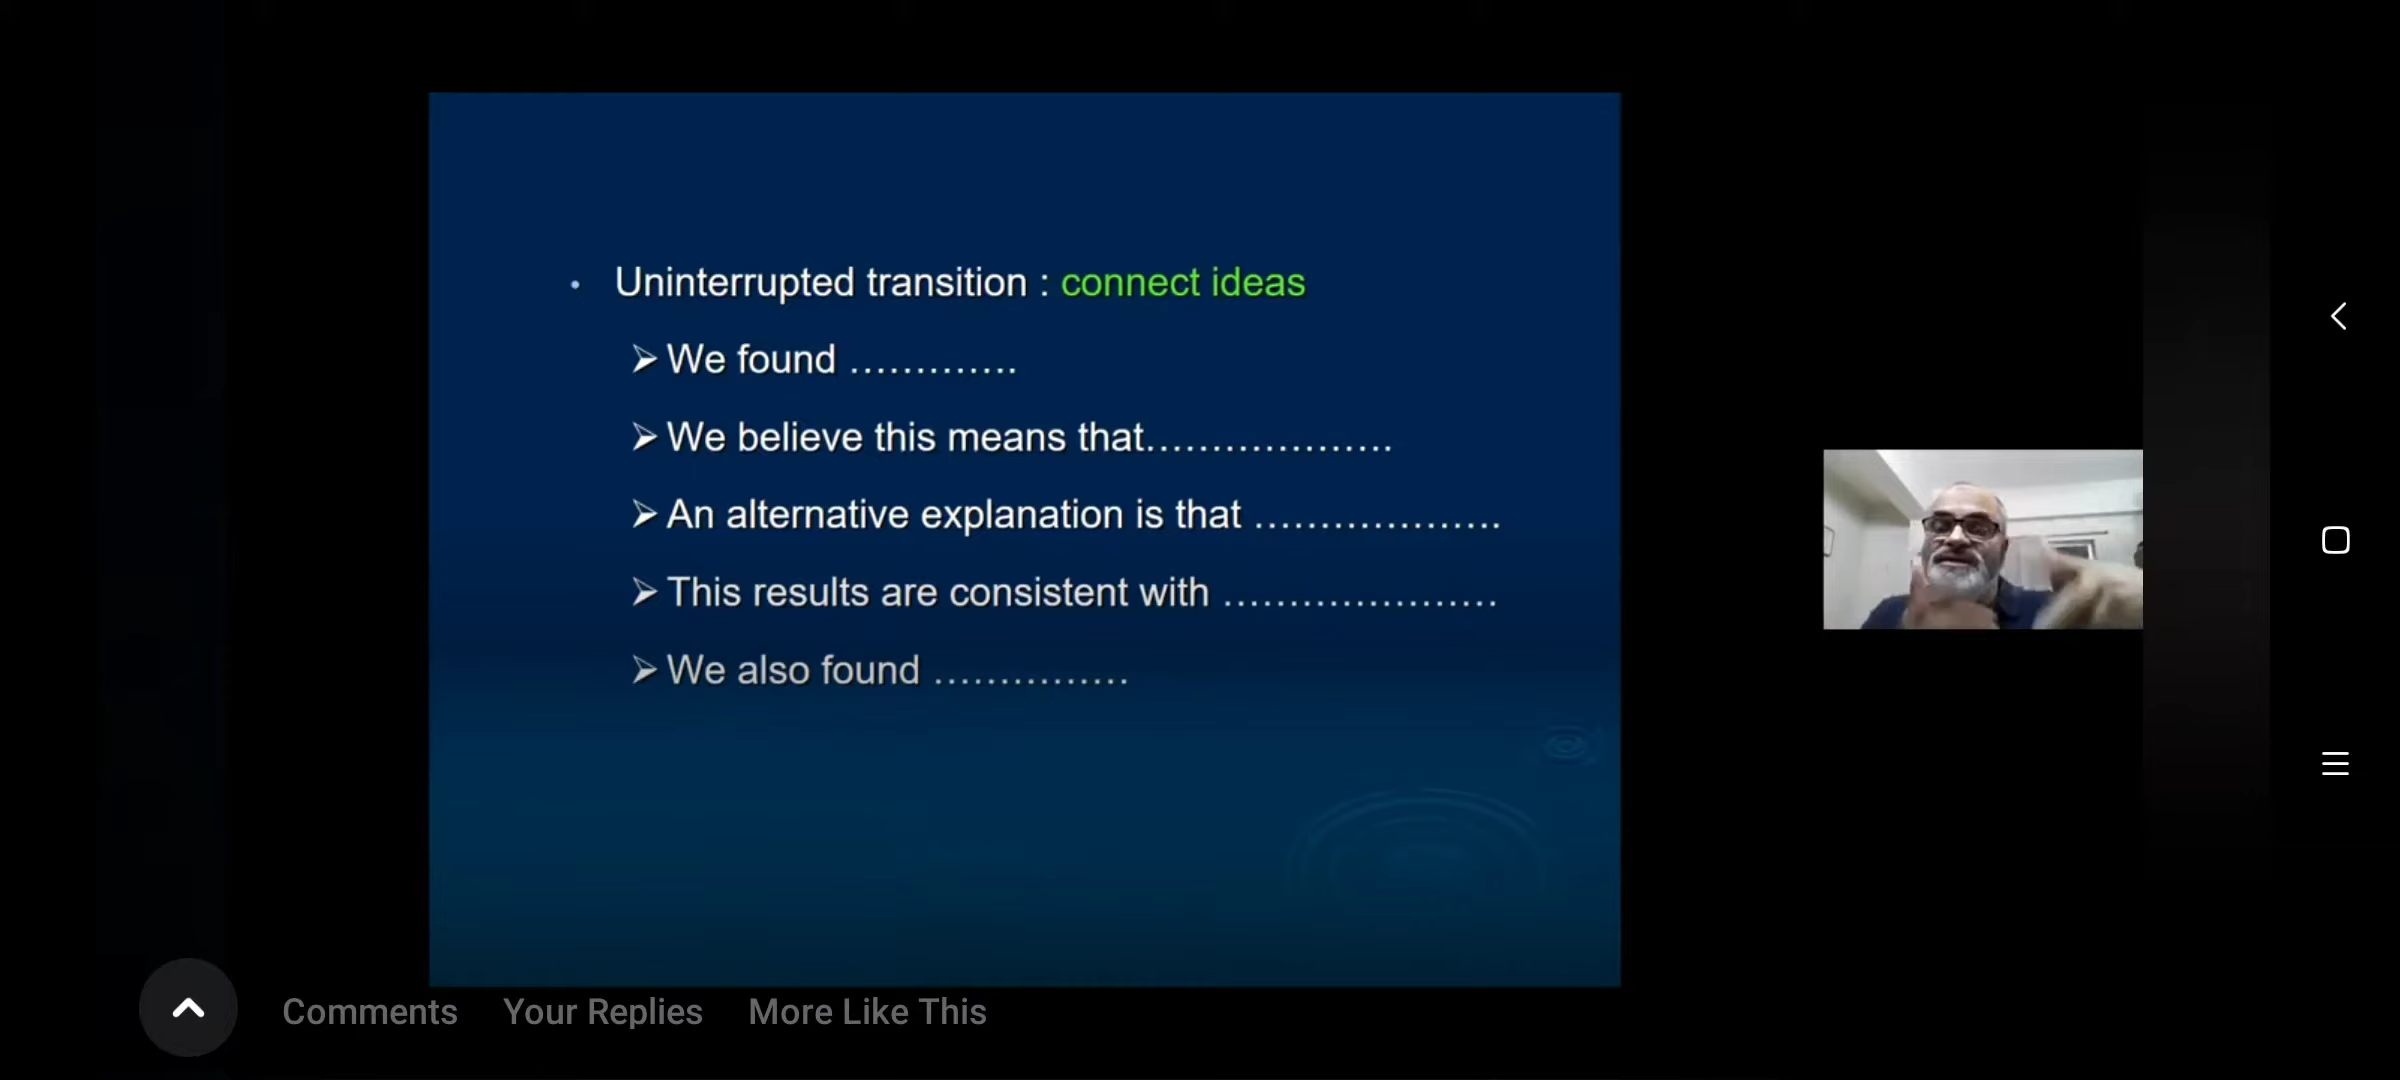 • Uninterrupted transition : connect ideas
➢ We found .............
➢ We believe this means that...................
➢ An alternative explanation is that ...................
➢ This results are consistent with .....................
➢ We also found ...............
Comments Your Replies More Like This